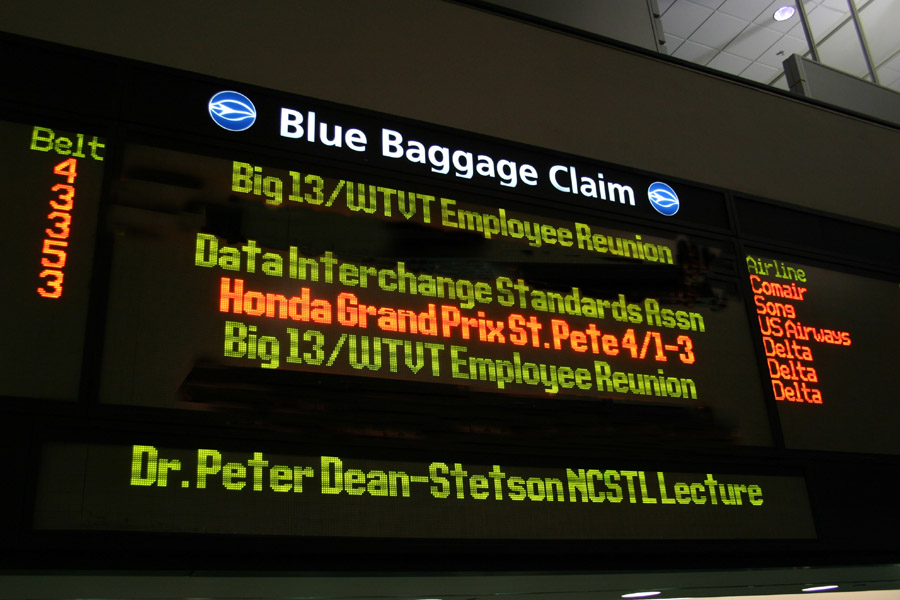 Blue Baggage Claim
Belt
4
3
3
5
3
Big 13/WTVT Employee Reunion
Data Interchange Standards Assn
Honda Grand Prix St. Pete 4/1-3
Big 13/WTVT Employee Reunion
Airline
Comair
Song
US Airways
Delta
Delta
Delta
Dr. Peter Dean-Stetson NCSTL Lecture